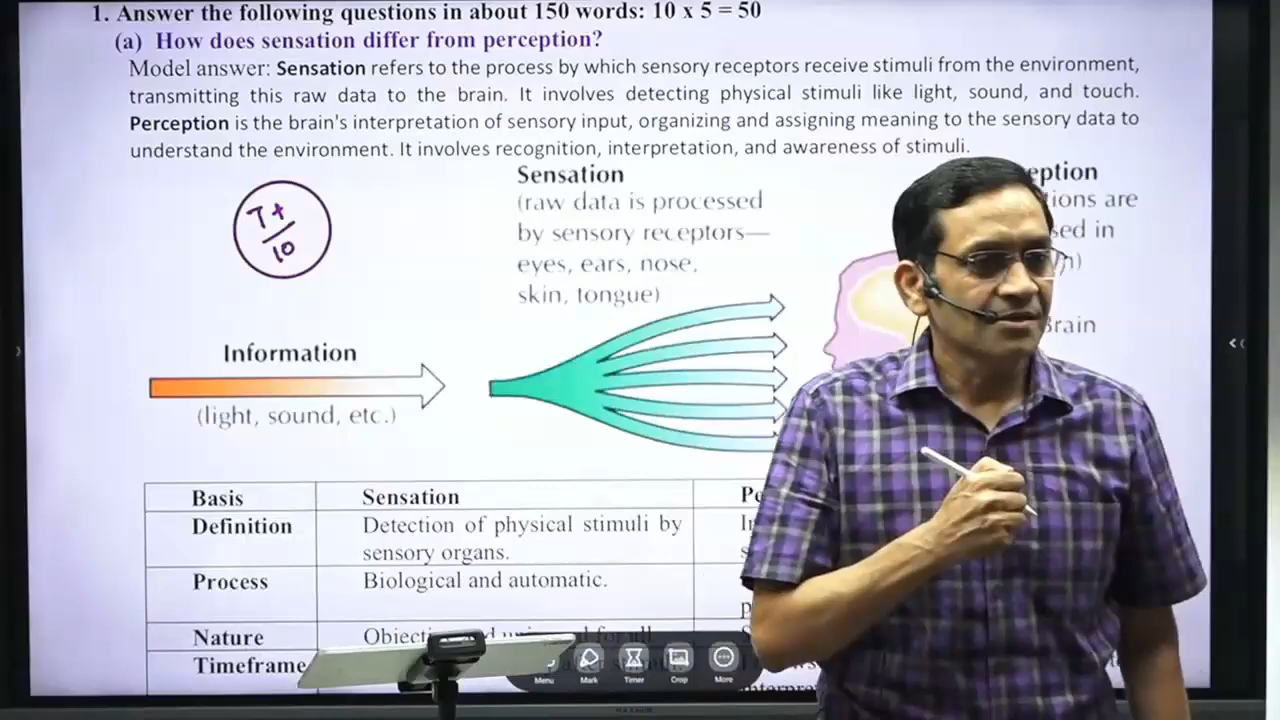 1. Answer the following questions in about 150 words: 10 x 5 = 50
(a) How does sensation differ from perception?
Model answer: Sensation refers to the process by which sensory receptors receive stimuli from the environment,
transmitting this raw data to the brain. It involves detecting physical stimuli like light, sound, and touch.
Perception is the brain's interpretation of sensory input, organizing and assigning meaning to the sensory data to
understand the environment. It involves recognition, interpretation, and awareness of stimuli.
7+
10
Sensation
(raw data is processed
by sensory receptors—
eyes, ears, nose,
skin, tongue)
are
in
Information
(light, sound, etc.)
Basis
Sensation
Definition
Detection of physical stimuli by
sensory organs.
Process
Biological and automatic.
Nature
for all
Timeframe
Menu
Mark
Timer
Crop
More